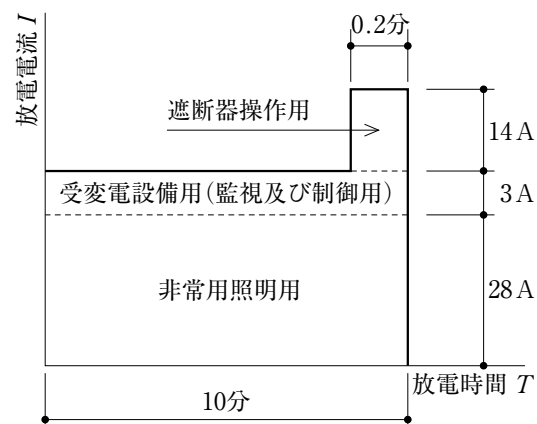 0.2分
放電電流 I
遮断器操作用
14 A
受変電設備用(監視及び制御用)
3 A
非常用照明用
28 A
放電時間 T
10分